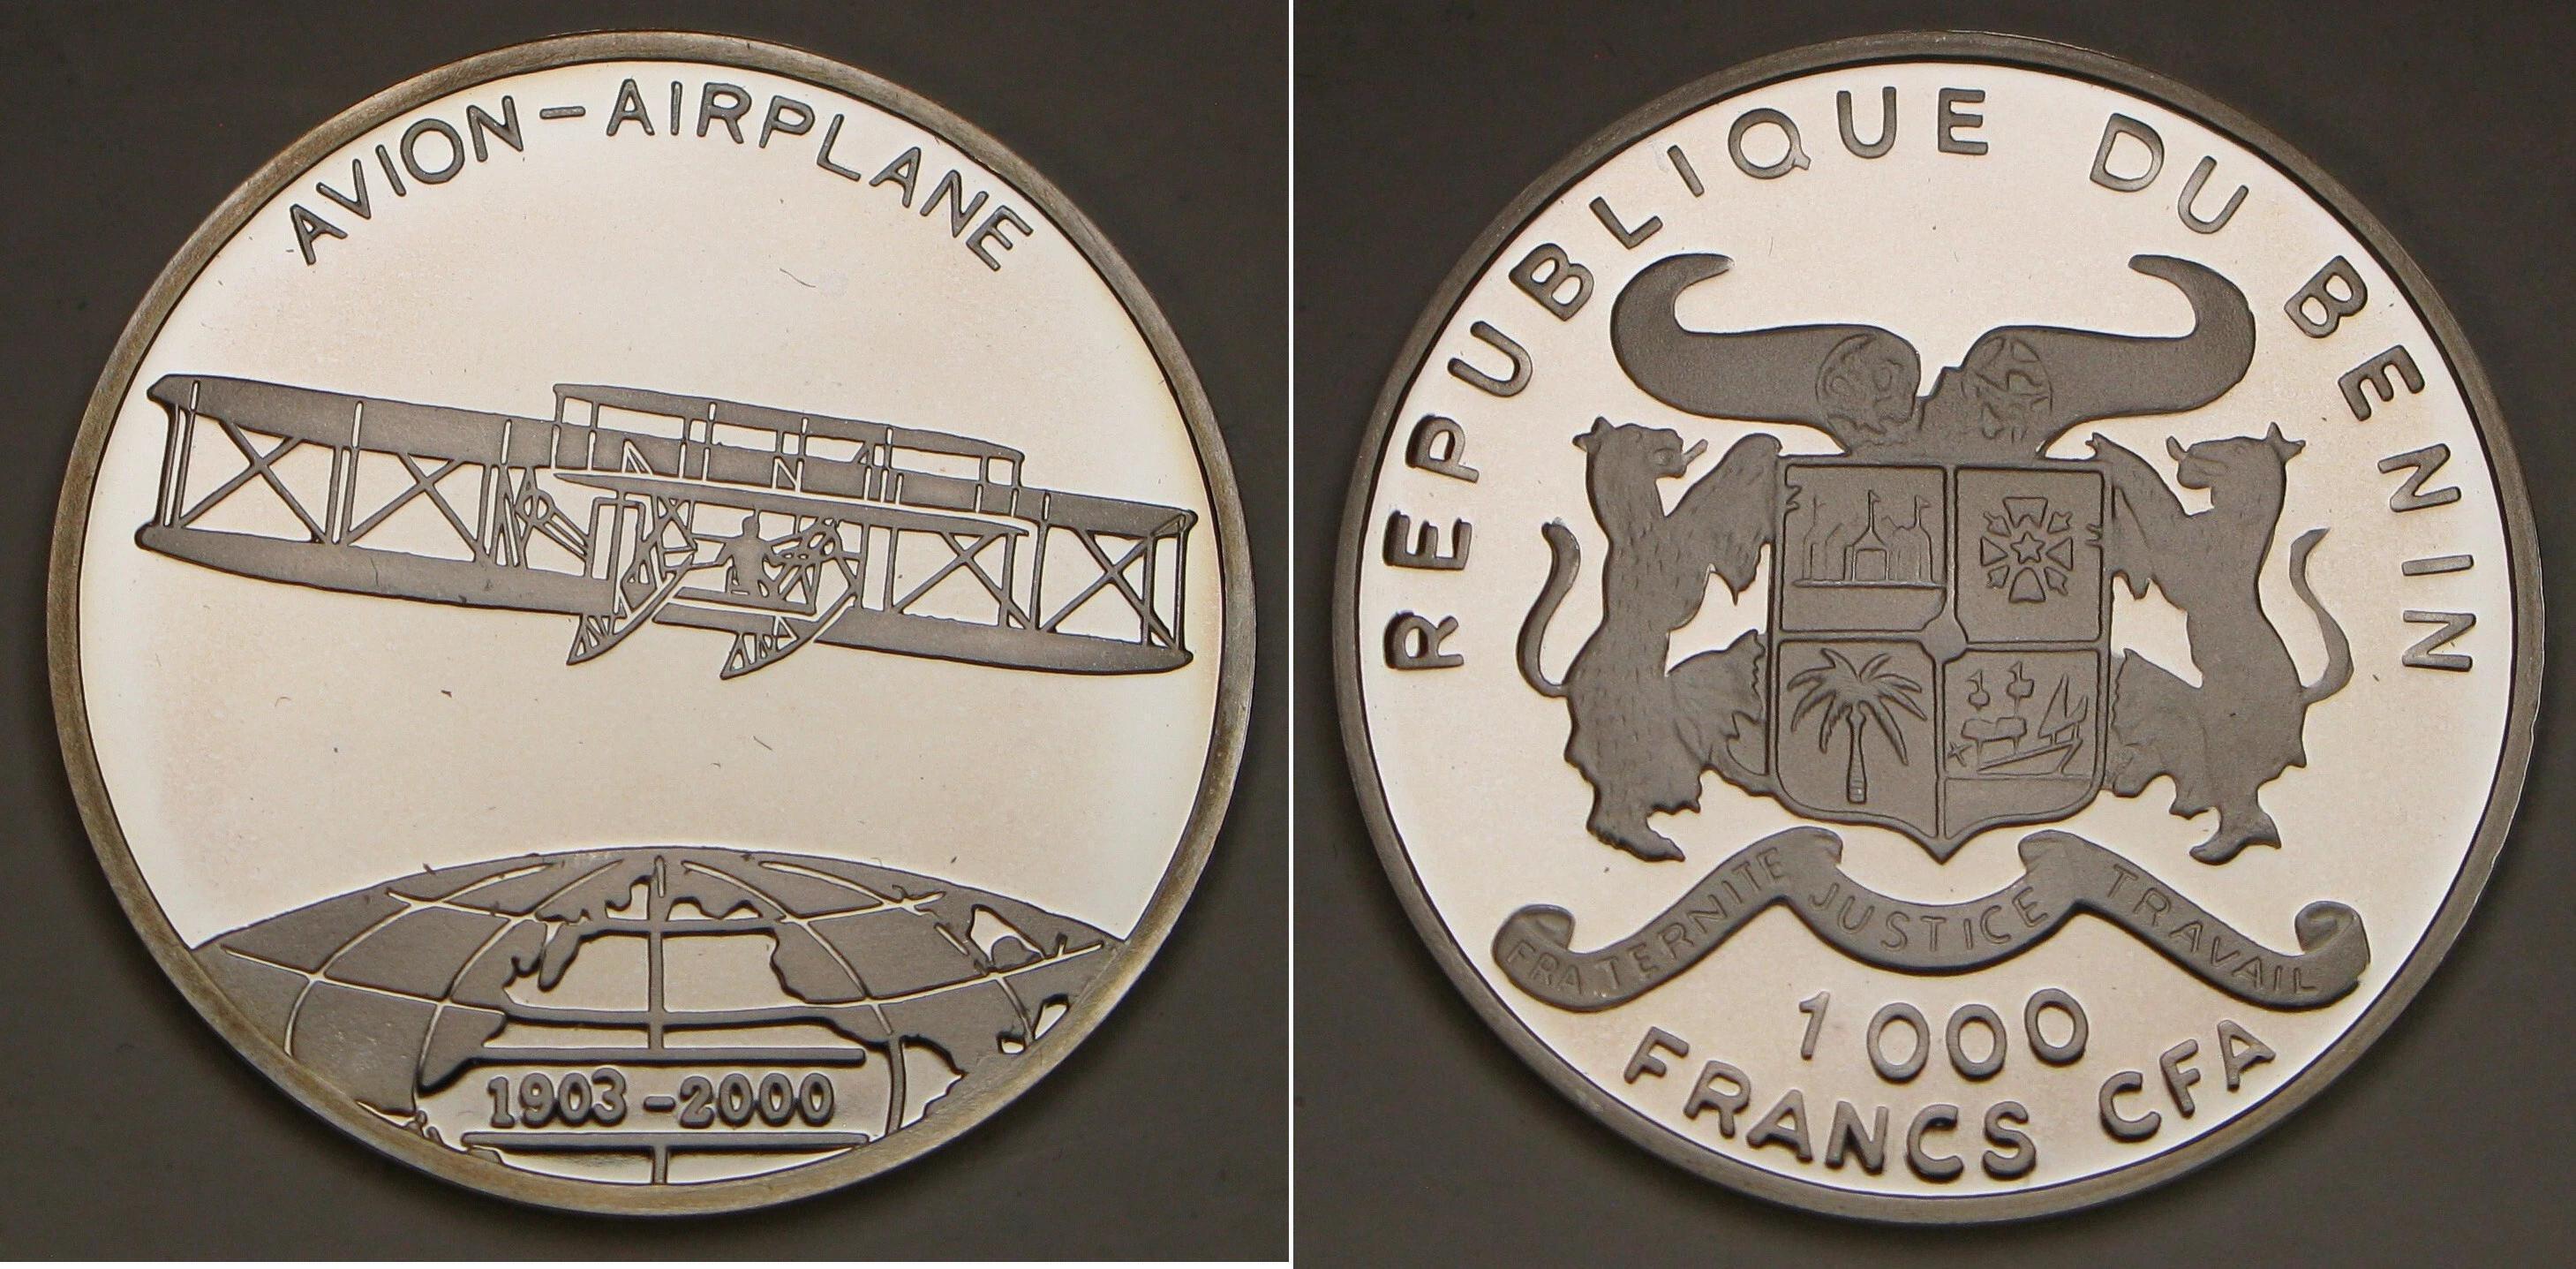 AVION-AIRPLANE
1903-2000
REPUBLIQUE DU BENIN
FRATERNITE JUSTICE TRAVAIL
1000
FRANCS CFA